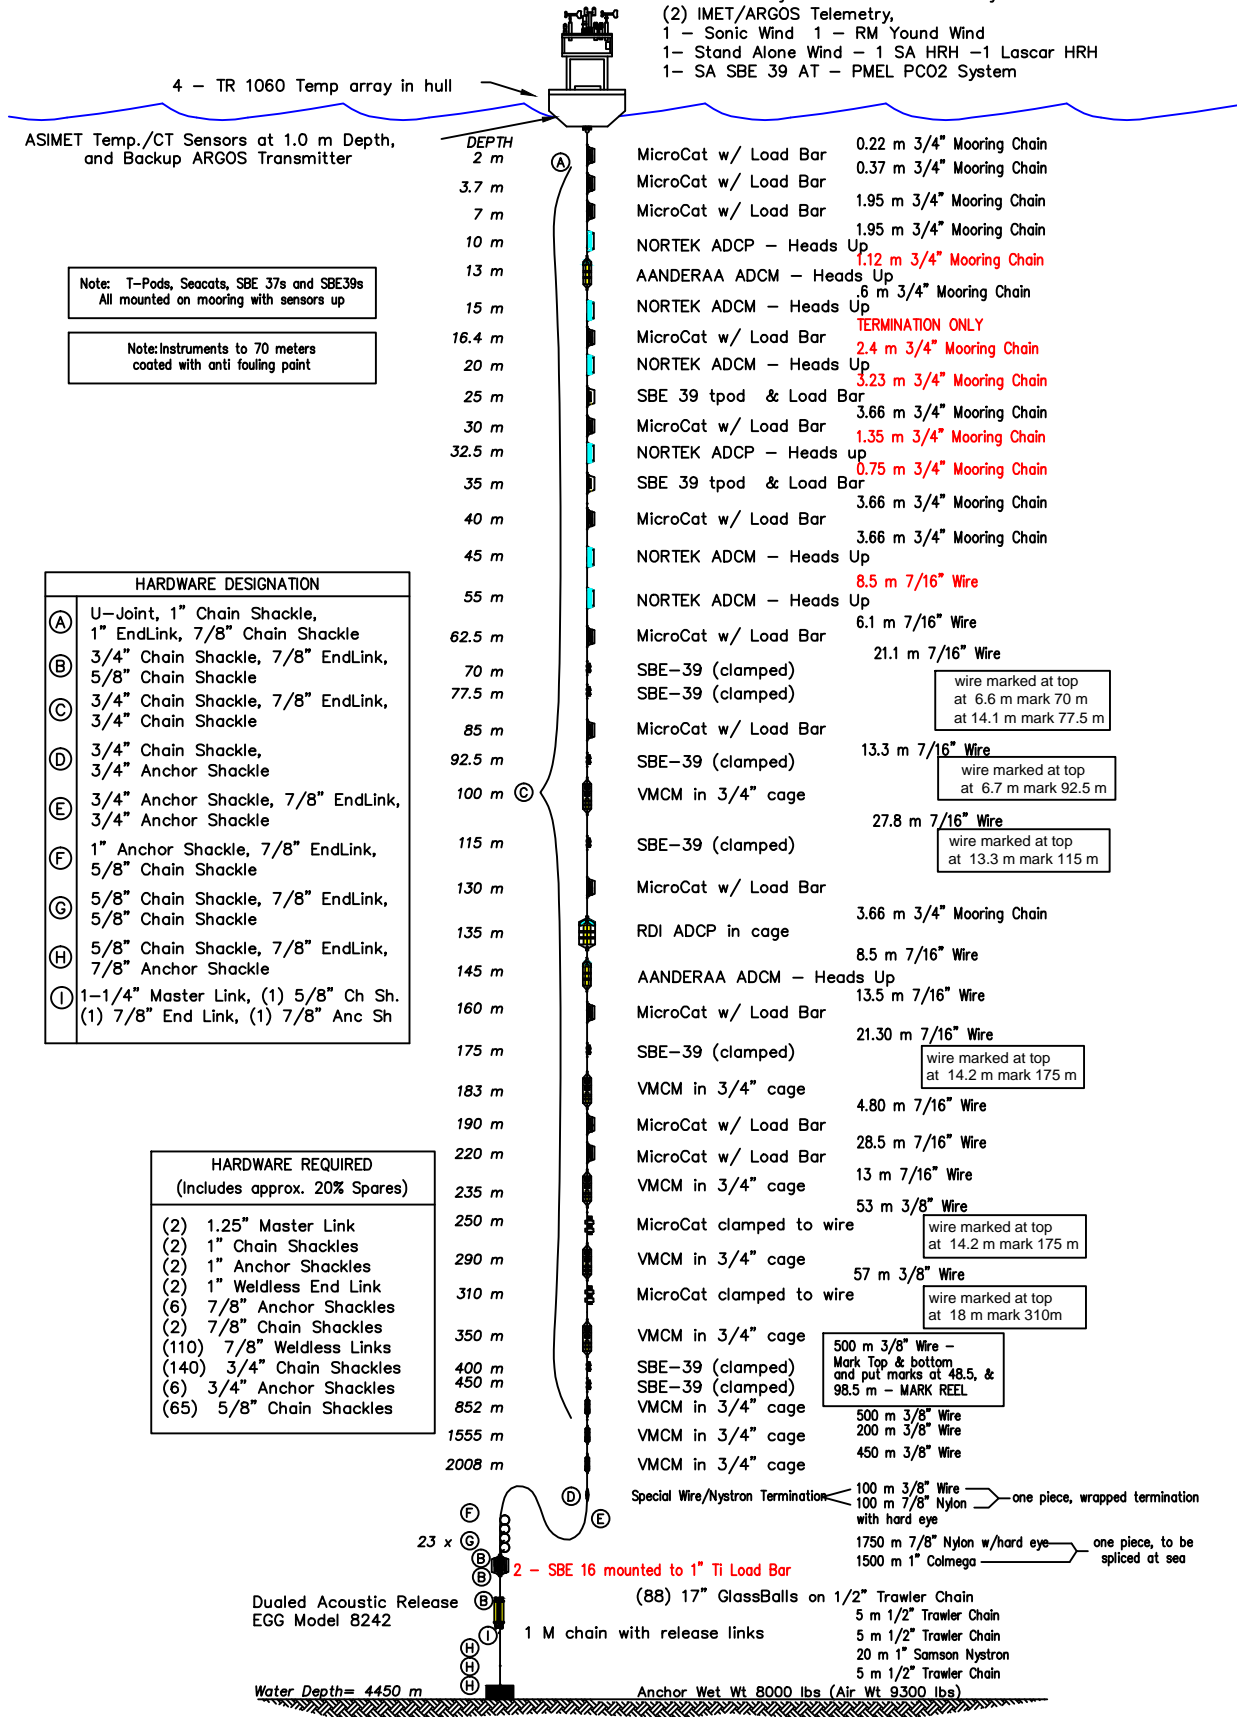 (2) IMET/ARGOS Telemetry,
1 – Sonic Wind 1 – RM Yound Wind
1– Stand Alone Wind – 1 SA HRH –1 Lascar HRH
1– SA SBE 39 AT – PMEL PCO2 System
4 – TR 1060 Temp array in hull
ASIMET Temp./CT Sensors at 1.0 m Depth,
and Backup ARGOS Transmitter
DEPTH
0.22 m 3/4" Mooring Chain
2 m A MicroCat w/ Load Bar
0.37 m 3/4" Mooring Chain
3.7 m MicroCat w/ Load Bar
1.95 m 3/4" Mooring Chain
7 m MicroCat w/ Load Bar
1.95 m 3/4" Mooring Chain
10 m NORTEK ADCP – Heads Up
1.12 m 3/4" Mooring Chain
13 m AANDERAA ADCM – Heads Up
.6 m 3/4" Mooring Chain
15 m NORTEK ADCM – Heads Up
TERMINATION ONLY
16.4 m MicroCat w/ Load Bar
2.4 m 3/4" Mooring Chain
20 m NORTEK ADCM – Heads Up
3.23 m 3/4" Mooring Chain
25 m SBE 39 tpod & Load Bar
3.66 m 3/4" Mooring Chain
30 m MicroCat w/ Load Bar
1.35 m 3/4" Mooring Chain
32.5 m NORTEK ADCP – Heads up
0.75 m 3/4" Mooring Chain
35 m SBE 39 tpod & Load Bar
3.66 m 3/4" Mooring Chain
40 m MicroCat w/ Load Bar
3.66 m 3/4" Mooring Chain
45 m NORTEK ADCM – Heads Up
8.5 m 7/16" Wire
55 m NORTEK ADCM – Heads Up
6.1 m 7/16" Wire
62.5 m MicroCat w/ Load Bar
21.1 m 7/16" Wire
70 m SBE–39 (clamped)
77.5 m SBE–39 (clamped)
wire marked at top
at 6.6 m mark 70 m
at 14.1 m mark 77.5 m
85 m MicroCat w/ Load Bar
13.3 m 7/16" Wire
92.5 m SBE–39 (clamped)
wire marked at top
at 6.7 m mark 92.5 m
100 m C VMCM in 3/4" cage
27.8 m 7/16" Wire
115 m SBE–39 (clamped)
wire marked at top
at 13.3 m mark 115 m
130 m MicroCat w/ Load Bar
3.66 m 3/4" Mooring Chain
135 m RDI ADCP in cage
8.5 m 7/16" Wire
145 m AANDERAA ADCM – Heads Up
13.5 m 7/16" Wire
160 m MicroCat w/ Load Bar
21.30 m 7/16" Wire
175 m SBE–39 (clamped)
wire marked at top
at 14.2 m mark 175 m
183 m VMCM in 3/4" cage
4.80 m 7/16" Wire
190 m MicroCat w/ Load Bar
28.5 m 7/16" Wire
220 m MicroCat w/ Load Bar
13 m 7/16" Wire
235 m VMCM in 3/4" cage
53 m 3/8" Wire
250 m MicroCat clamped to wire
wire marked at top
at 14.2 m mark 175 m
290 m VMCM in 3/4" cage
57 m 3/8" Wire
310 m MicroCat clamped to wire
wire marked at top
at 18 m mark 310m
350 m VMCM in 3/4" cage
500 m 3/8" Wire –
Mark Top & bottom
and put marks at 48.5, &
98.5 m – MARK REEL
400 m SBE–39 (clamped)
450 m SBE–39 (clamped)
852 m VMCM in 3/4" cage
500 m 3/8" Wire
200 m 3/8" Wire
1555 m VMCM in 3/4" cage
450 m 3/8" Wire
2008 m VMCM in 3/4" cage
Note: T–Pods, Seacats, SBE 37s and SBE39s
All mounted on mooring with sensors up
Note:Instruments to 70 meters
coated with anti fouling paint
HARDWARE DESIGNATION
A U–Joint, 1" Chain Shackle,
1" EndLink, 7/8" Chain Shackle
B 3/4" Chain Shackle, 7/8" EndLink,
5/8" Chain Shackle
C 3/4" Chain Shackle, 7/8" EndLink,
3/4" Chain Shackle
D 3/4" Chain Shackle,
3/4" Anchor Shackle
E 3/4" Anchor Shackle, 7/8" EndLink,
3/4" Anchor Shackle
F 1" Anchor Shackle, 7/8" EndLink,
5/8" Chain Shackle
G 5/8" Chain Shackle, 7/8" EndLink,
5/8" Chain Shackle
H 5/8" Chain Shackle, 7/8" EndLink,
7/8" Anchor Shackle
I 1–1/4" Master Link, (1) 5/8" Ch Sh.
(1) 7/8" End Link, (1) 7/8" Anc Sh
HARDWARE REQUIRED
(Includes approx. 20% Spares)
(2) 1.25" Master Link
(2) 1" Chain Shackles
(2) 1" Anchor Shackles
(2) 1" Weldless End Link
(6) 7/8" Anchor Shackles
(2) 7/8" Chain Shackles
(110) 7/8" Weldless Links
(140) 3/4" Chain Shackles
(6) 3/4" Anchor Shackles
(65) 5/8" Chain Shackles
D Special Wire/Nystron Termination
100 m 3/8" Wire
100 m 7/8" Nylon
with hard eye
one piece, wrapped termination
E
F
23 x G
1750 m 7/8" Nylon w/hard eye
1500 m 1" Colmega
one piece, to be
spliced at sea
B
B
2 – SBE 16 mounted to 1" Ti Load Bar
(88) 17" GlassBalls on 1/2" Trawler Chain
Dualed Acoustic Release
EGG Model 8242
B
5 m 1/2" Trawler Chain
I 1 M chain with release links
5 m 1/2" Trawler Chain
H
20 m 1" Samson Nystron
H
5 m 1/2" Trawler Chain
H
Water Depth= 4450 m
Anchor Wet Wt 8000 lbs (Air Wt 9300 lbs)